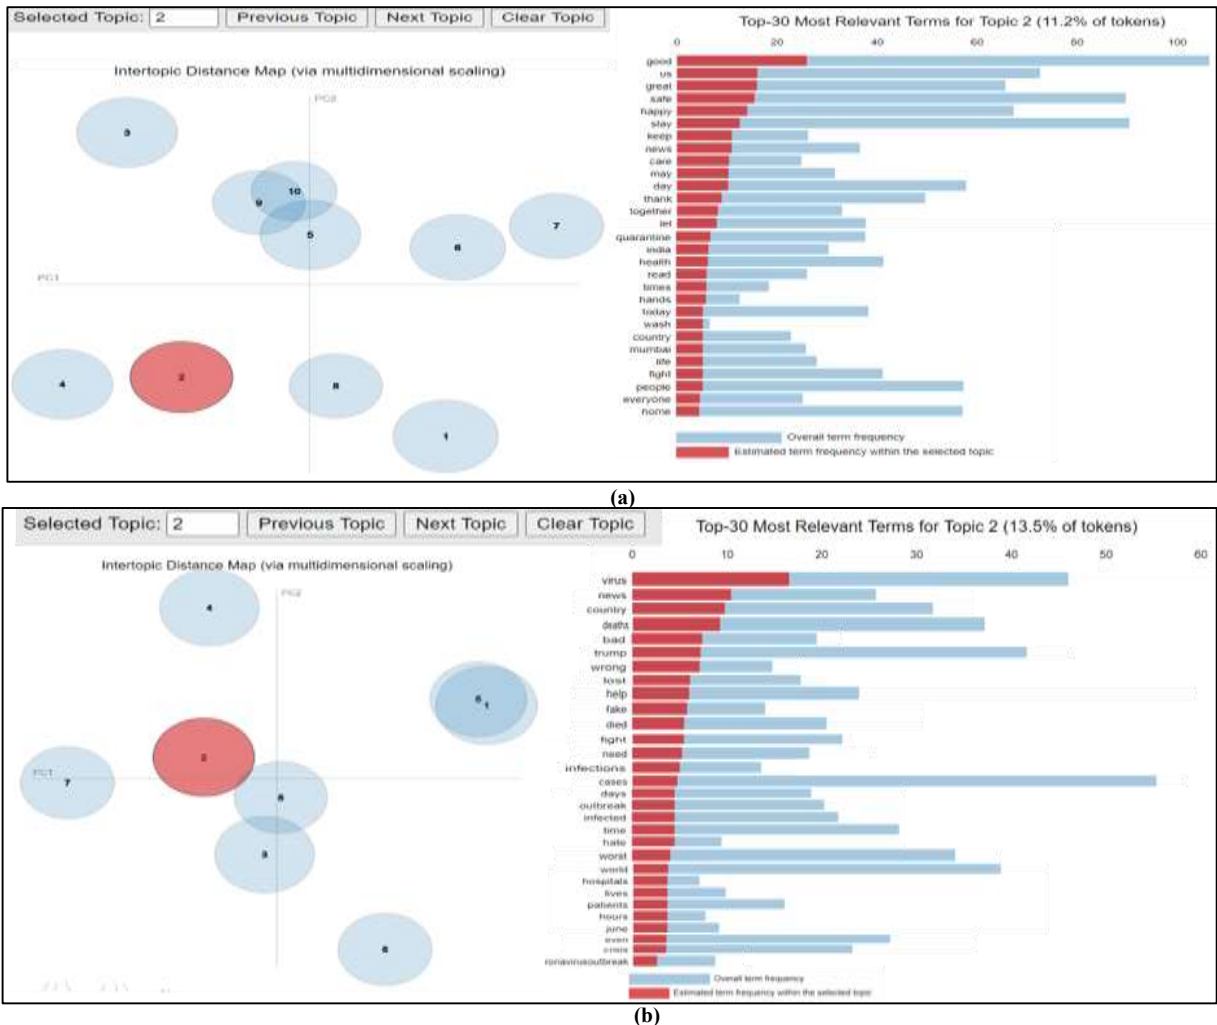 Selected Topic: 2 Previous Topic Next Topic Clear Topic
Top-30 Most Relevant Terms for Topic 2 (11.2% of tokens)
0 20 40 60 80 100
Intertopic Distance Map (via multidimensional scaling)
PC2
3
10
9
5
6
7
PC1
4
2
8
1
good
us
great
safe
happy
stay
keep
news
care
may
day
thank
together
let
quarantine
india
health
read
times
hands
today
wash
country
mumbai
life
fight
people
everyone
home
Overall term frequency
Estimated term frequency within the selected topic
(a)
Selected Topic: 2 Previous Topic Next Topic Clear Topic
Top-30 Most Relevant Terms for Topic 2 (13.5% of tokens)
0 10 20 30 40 50 60
Intertopic Distance Map (via multidimensional scaling)
PC2
4
1
2
PC1
7
3
virus
news
country
deaths
bad
trump
wrong
lost
help
fake
died
fight
need
infections
cases
days
outbreak
infected
time
hate
worst
world
hospitals
lives
patients
hours
june
even
crisis
ronavirusoutbreak
Overall term frequency
Estimated term frequency within the selected topic
(b)